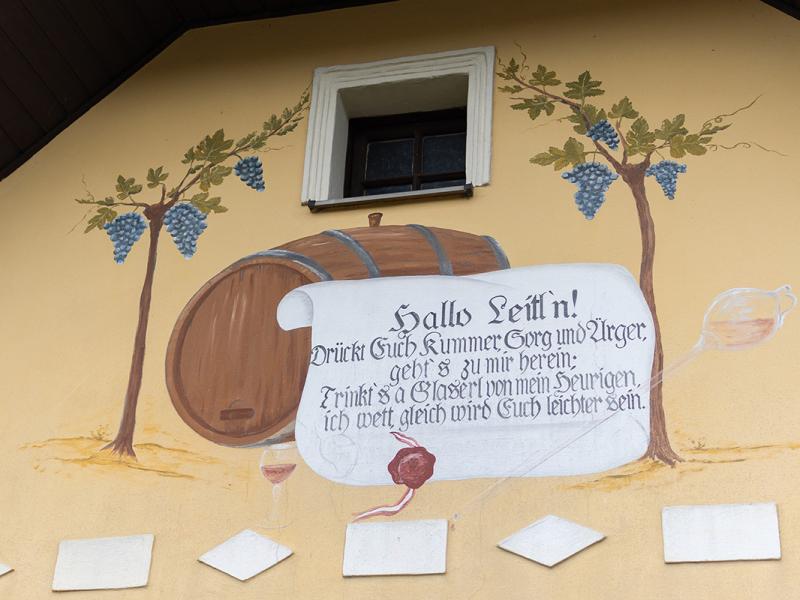 Hallo Leitl`n!
Drückt Euch Kummer, Sorg und Ärger,
geht`s zu mir herein;
Trinkt`s a Glaserl von mein Heurigen,
ich wett, gleich wird Euch leichter sein.